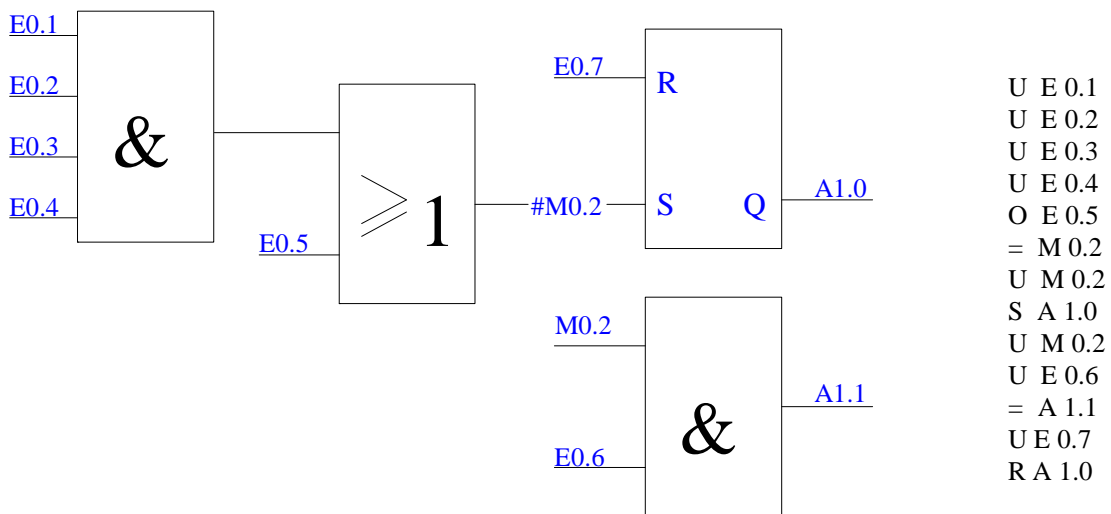 E0.1
E0.2
E0.3
E0.4
&
E0.5
⩾1
#M0.2
E0.7
R
S
Q
A1.0
M0.2
E0.6
&
A1.1
U E 0.1
U E 0.2
U E 0.3
U E 0.4
O E 0.5
= M 0.2
U M 0.2
S A 1.0
U M 0.2
U E 0.6
= A 1.1
U E 0.7
R A 1.0